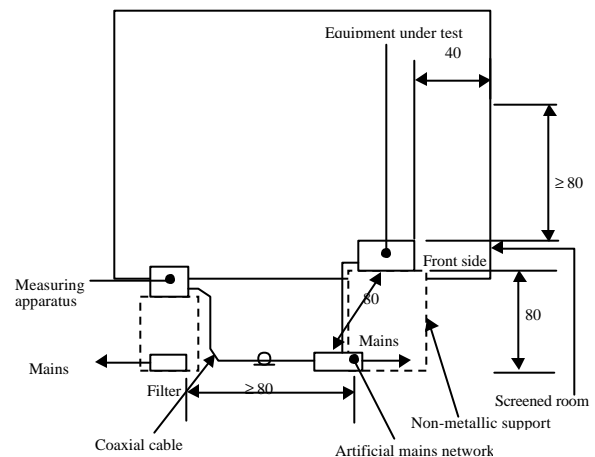 Equipment under test
40
≥80
Front side
Measuring
apparatus
80
80
Mains
Mains
Filter
≥80
Screened room
Non-metallic support
Coaxial cable
Artificial mains network